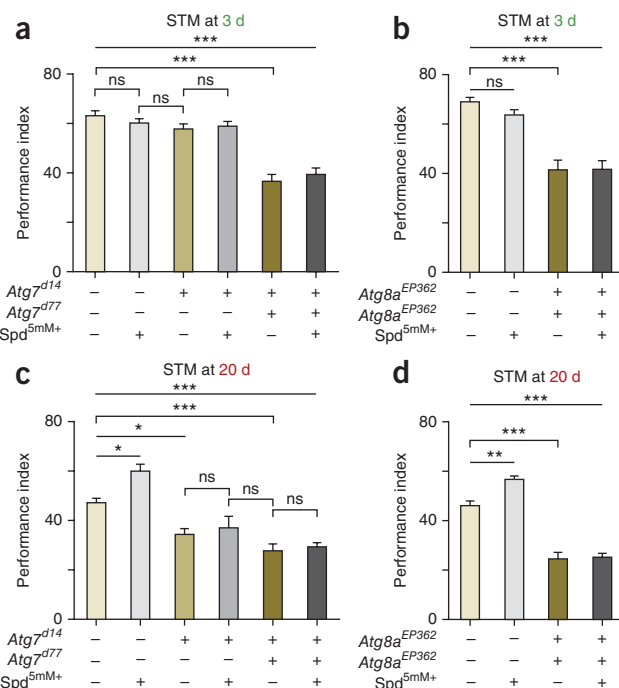 a
STM at 3 d
***
***
ns
ns
ns
ns
80
40
0
Performance index
Atg7d14 – – + + + +
Atg7d77 – – – – + +
Spd5mM+ – + – + – +
b
STM at 3 d
***
***
ns
80
40
0
Performance index
Atg8aEP362 – – + +
Atg8aEP362 – – + +
Spd5mM+ – + – +
c
STM at 20 d
***
***
*
*
ns
ns
ns
80
40
0
Performance index
Atg7d14 – – + + + +
Atg7d77 – – – – + +
Spd5mM+ – + – + – +
d
STM at 20 d
***
***
**
80
40
0
Performance index
Atg8aEP362 – – + +
Atg8aEP362 – – + +
Spd5mM+ – + – +